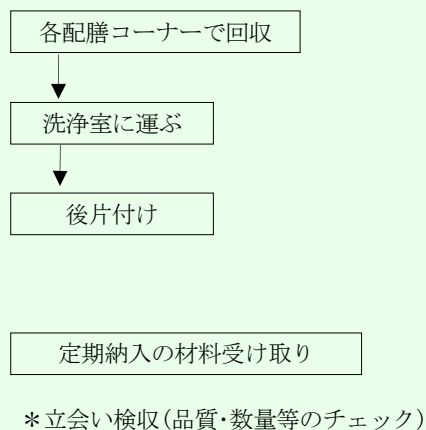 各配膳コーナーで回収
洗浄室に運ぶ
後片付け
定期納入の材料受け取り
＊立会い検収(品質･数量等のチェック)